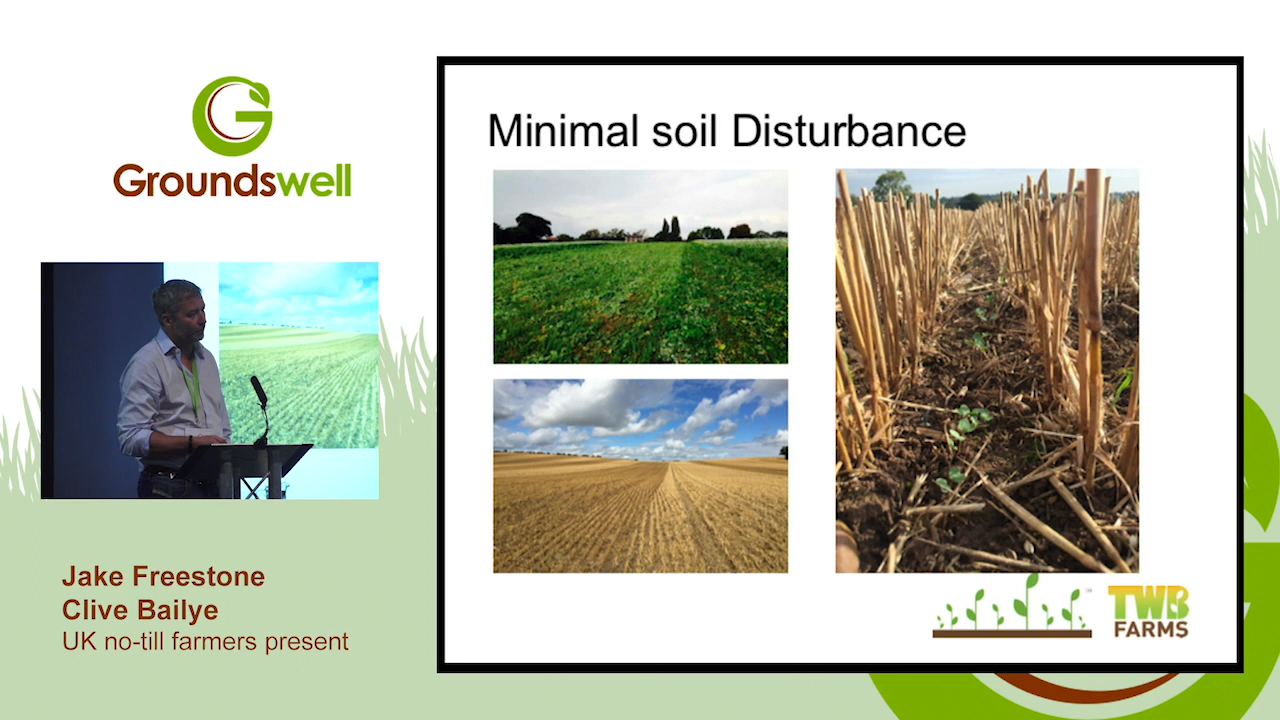 Groundswell
Minimal soil Disturbance
Jake Freestone
Clive Bailye
UK no-till farmers present
TWB
FARMS